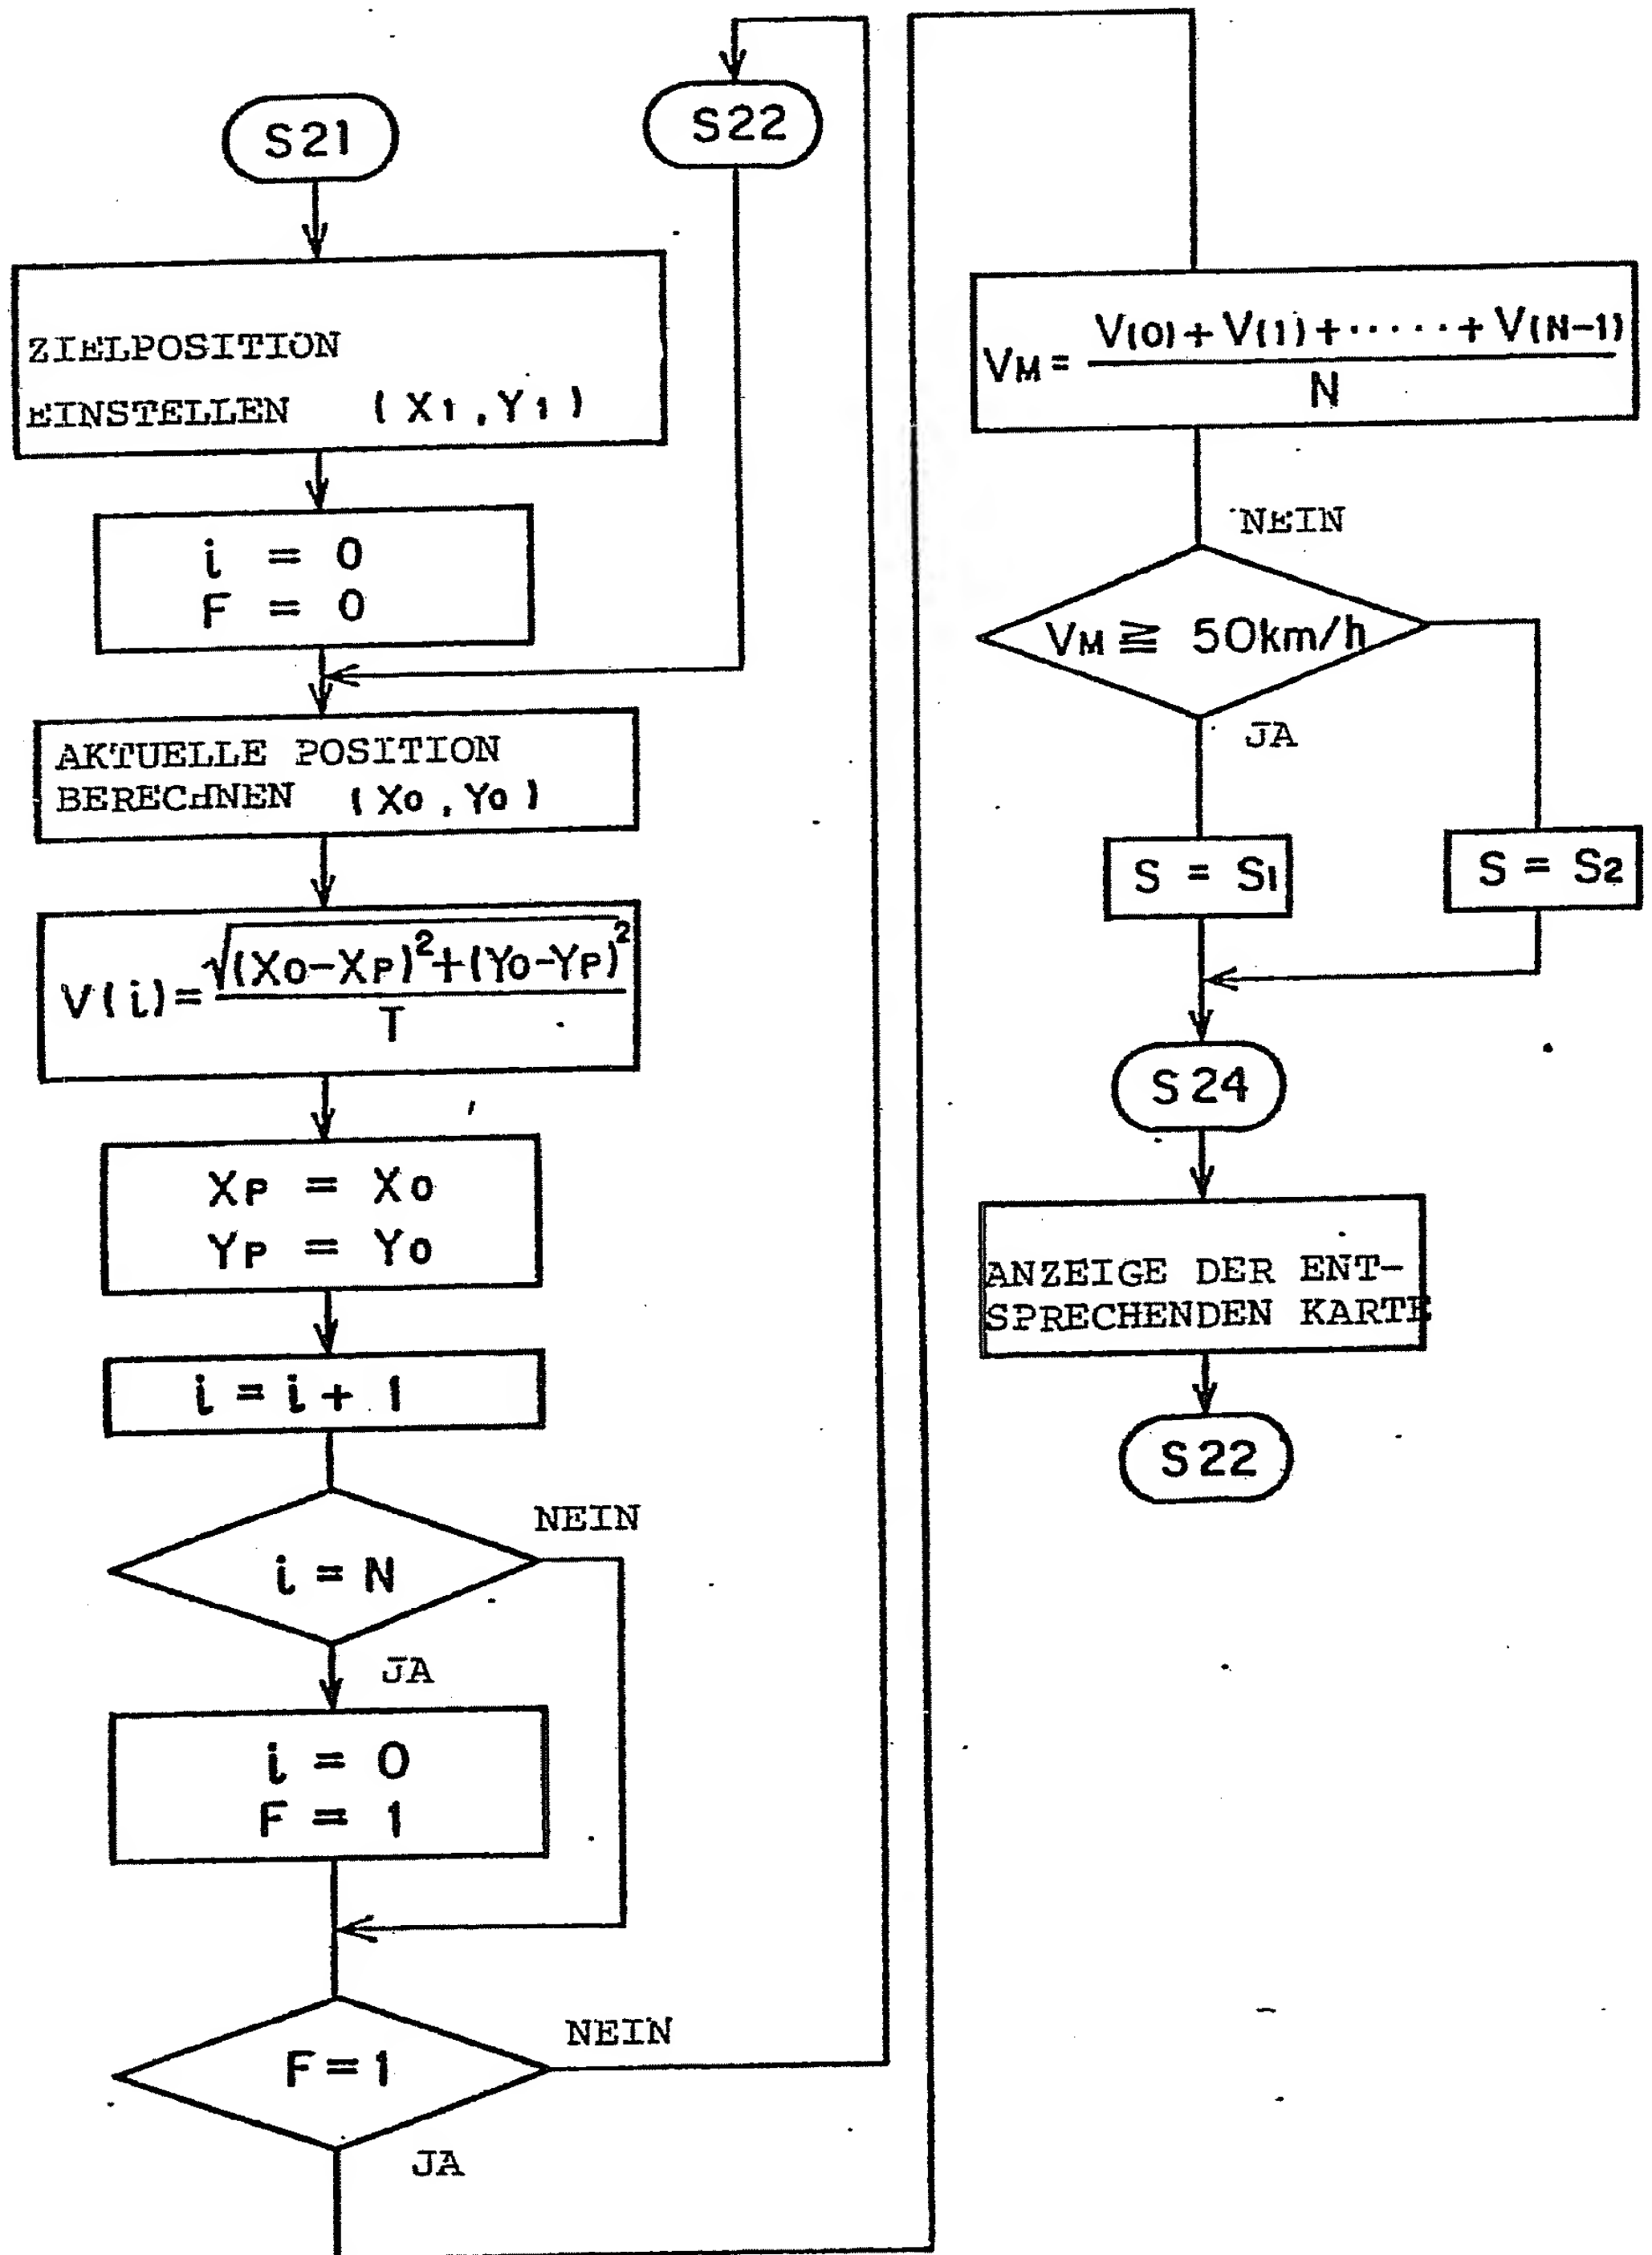 S21
ZIELPOSITION
EINSTELLEN (X1, Y1)
i = 0
F = 0
AKTUELLE POSITION
BERECHNEN (X0, Y0)
V(i) = √(X0-XP)²+(Y0-YP)²
T
XP = X0
YP = Y0
i = i + 1
NEIN
i = N
JA
i = 0
F = 1
NEIN
F = 1
JA
S22
V(0) + V(1) + ······ + V(N-1)
VM =
N
NEIN
VM ≧ 50km/h
JA
S = S1
S = S2
S24
ANZEIGE DER ENT-
SPRECHENDEN KARTE
S22